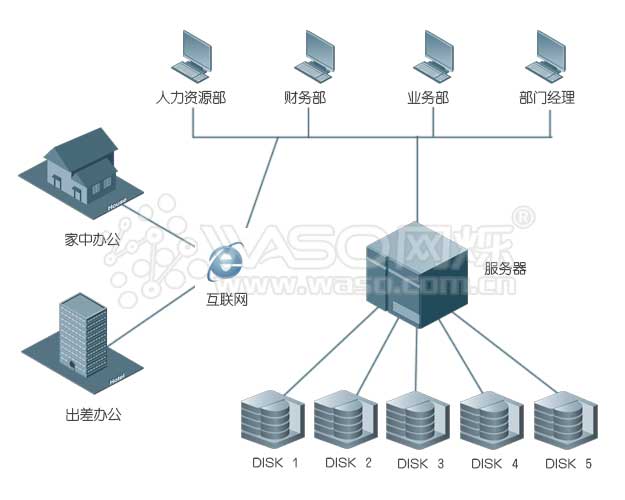 人力资源部
财务部
业务部
部门经理
House
家中办公
WASO网烁®
www.waso.com.cn
服务器
互联网
Hotel
出差办公
DISK 1
DISK 2
DISK 3
DISK 4
DISK 5